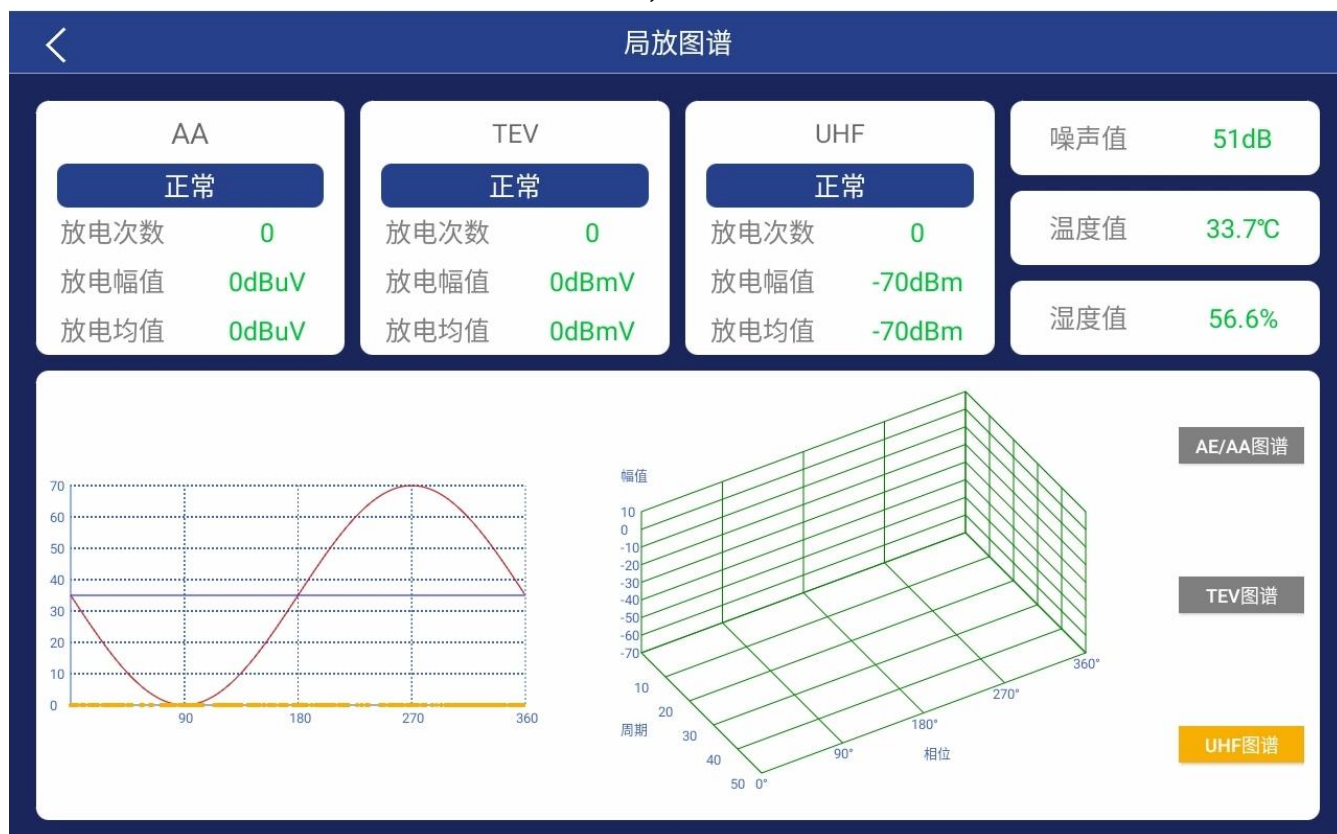 局放图谱
AA
正常
放电次数 0
放电幅值 0dBuV
放电均值 0dBuV
TEV
正常
放电次数 0
放电幅值 0dBmV
放电均值 0dBmV
UHF
正常
放电次数 0
放电幅值 -70dBm
放电均值 -70dBm
噪声值 51dB
温度值 33.7℃
湿度值 56.6%
70
60
50
40
30
20
10
0
90 180 270 360
幅值
10
0
-10
-20
-30
-40
-50
-60
-70
10
20
30
40
50
周期
0°
90°
180°
270°
360°
相位
AE/AA图谱
TEV图谱
UHF图谱